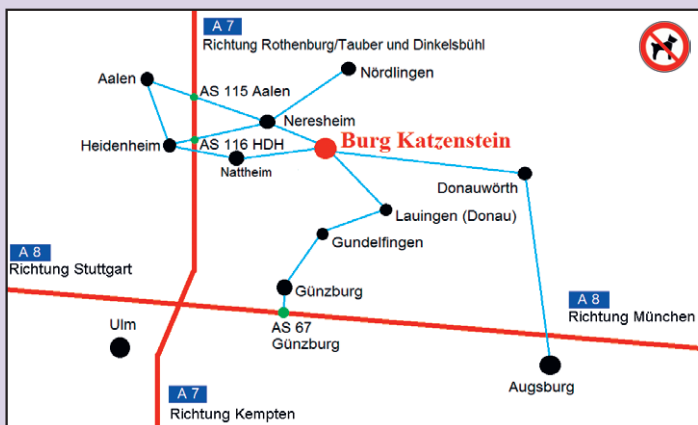 A 7
Richtung Rothenburg/Tauber und Dinkelsbühl
Aalen
AS 115 Aalen
Nördlingen
Neresheim
Heidenheim
AS 116 HDH
Burg Katzenstein
Nattheim
Donauwörth
Lauingen (Donau)
Gundelfingen
A 8
Richtung Stuttgart
Günzburg
A 8
Richtung München
Ulm
AS 67
Günzburg
Augsburg
A 7
Richtung Kempten